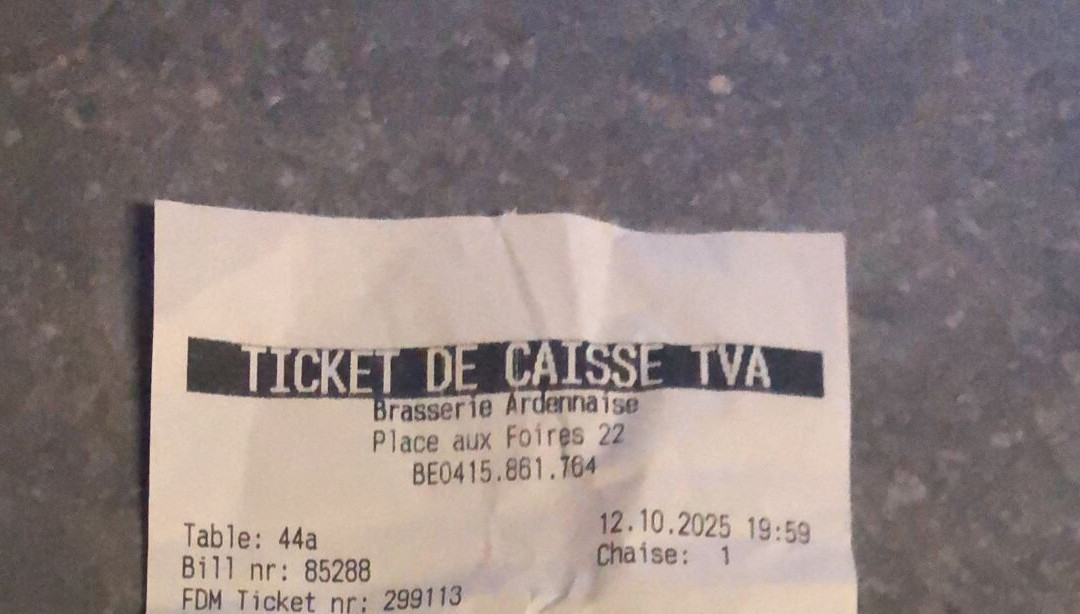 TICKET DE CAISSE TVA
Brasserie Ardennaise
Place aux Foires 22
BE0415.861.764
Table: 44a 12.10.2025 19:59
Bill nr: 85288 Chaise: 1
FDM Ticket nr: 299113